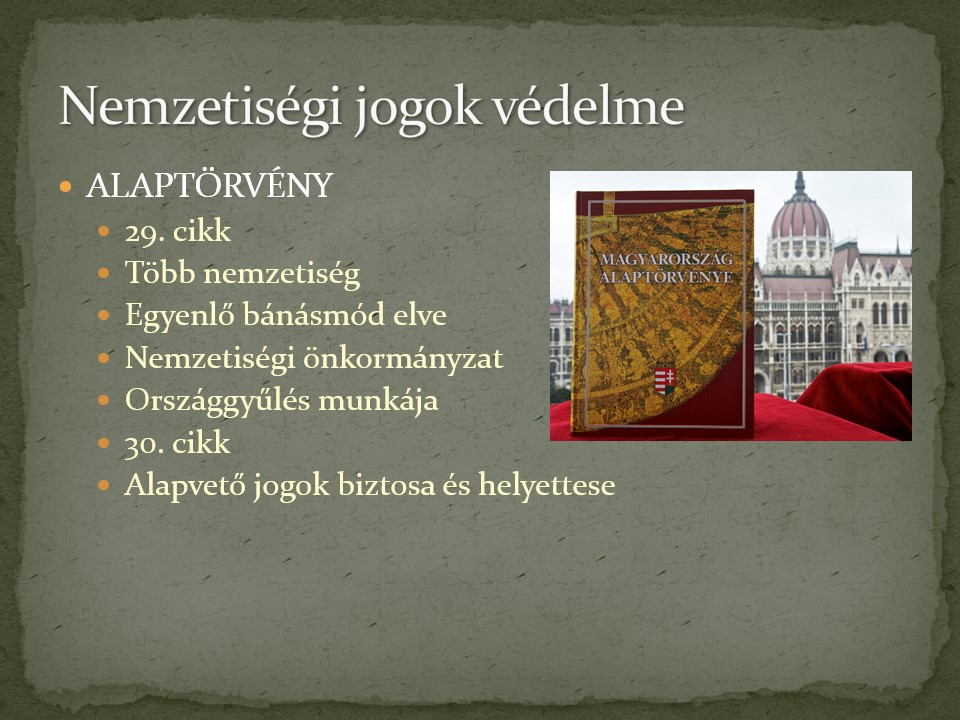 Nemzetiségi jogok védelme
ALAPTÖRVÉNY
29. cikk
Több nemzetiség
Egyenlő bánásmód elve
Nemzetiségi önkormányzat
Országgyűlés munkája
30. cikk
Alapvető jogok biztosa és helyettese
MAGYARORSZÁG
ALAPTÖRVÉNYE